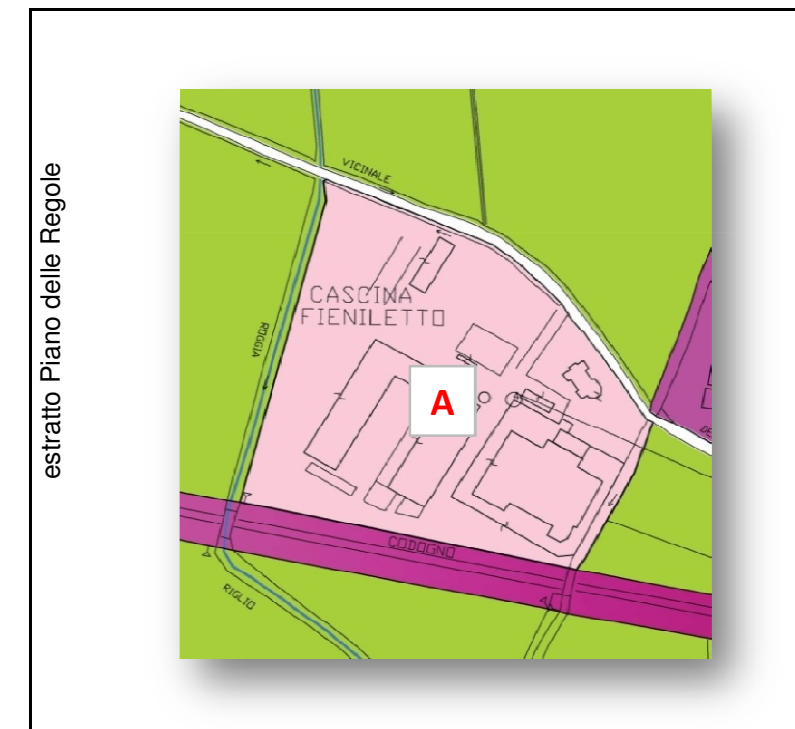 estratto Piano delle Regole
VICINALE
CASCINA
FIENILETTO
ROGGIA
A
CODOGNO
RIGLIO